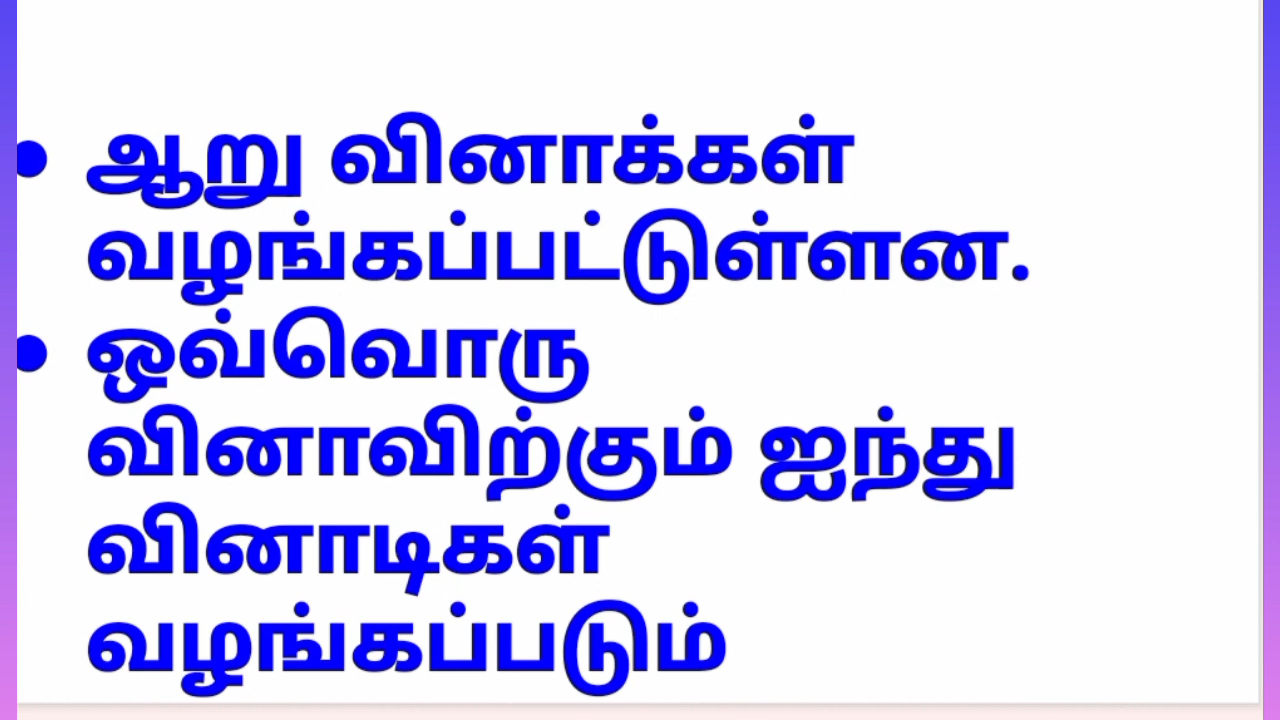 • ஆறு வினாக்கள்
வழங்கப்பட்டுள்ளன.
• ஒவ்வொரு
வினாவிற்கும் ஐந்து
வினாடிகள்
வழங்கப்படும்